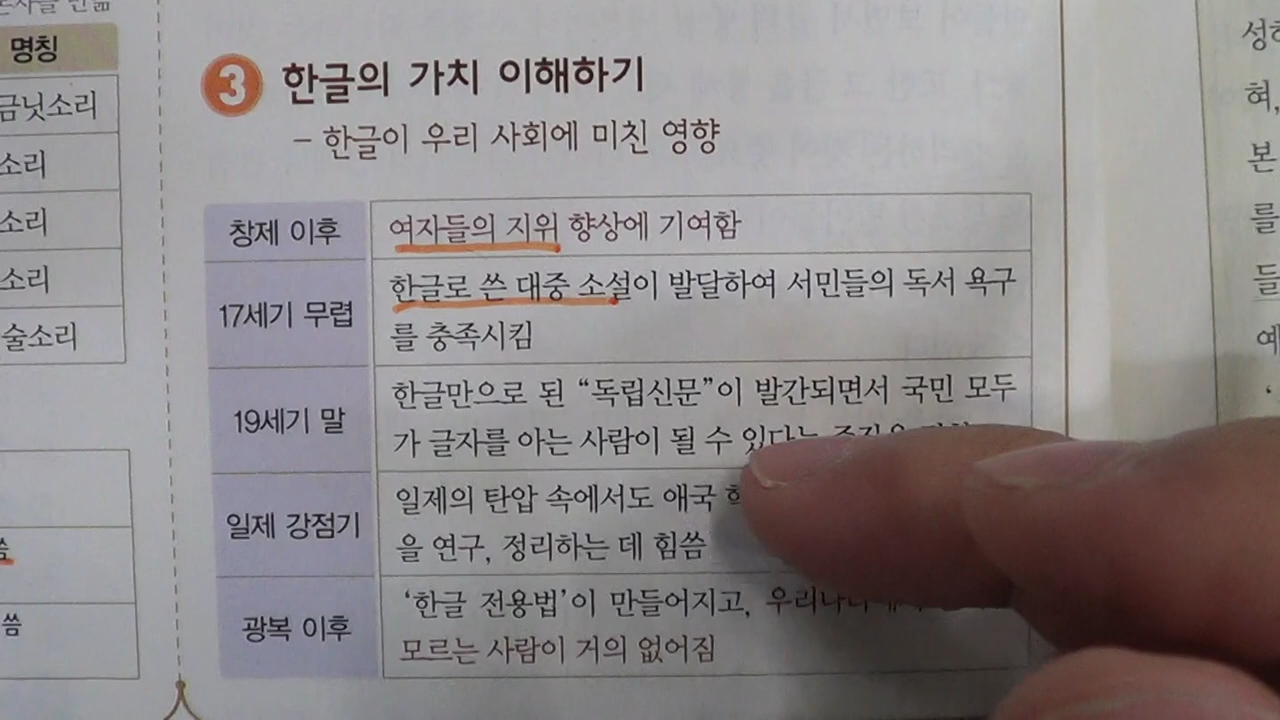 명칭
금닛소리
소리
소리
소리
술소리
씀
3 한글의 가치 이해하기
– 한글이 우리 사회에 미친 영향
창제 이후
여자들의 지위 향상에 기여함
17세기 무렵
한글로 쓴 대중 소설이 발달하여 서민들의 독서 욕구
를 충족시킴
19세기 말
한글만으로 된 “독립신문”이 발간되면서 국민 모두
가 글자를 아는 사람이 될 수 있다는
일제 강점기
일제의 탄압 속에서도 애국
을 연구, 정리하는 데 힘씀
광복 이후
‘한글 전용법’이 만들어지고,
모르는 사람이 거의 없어짐
성하
혀,
본
를
들
예